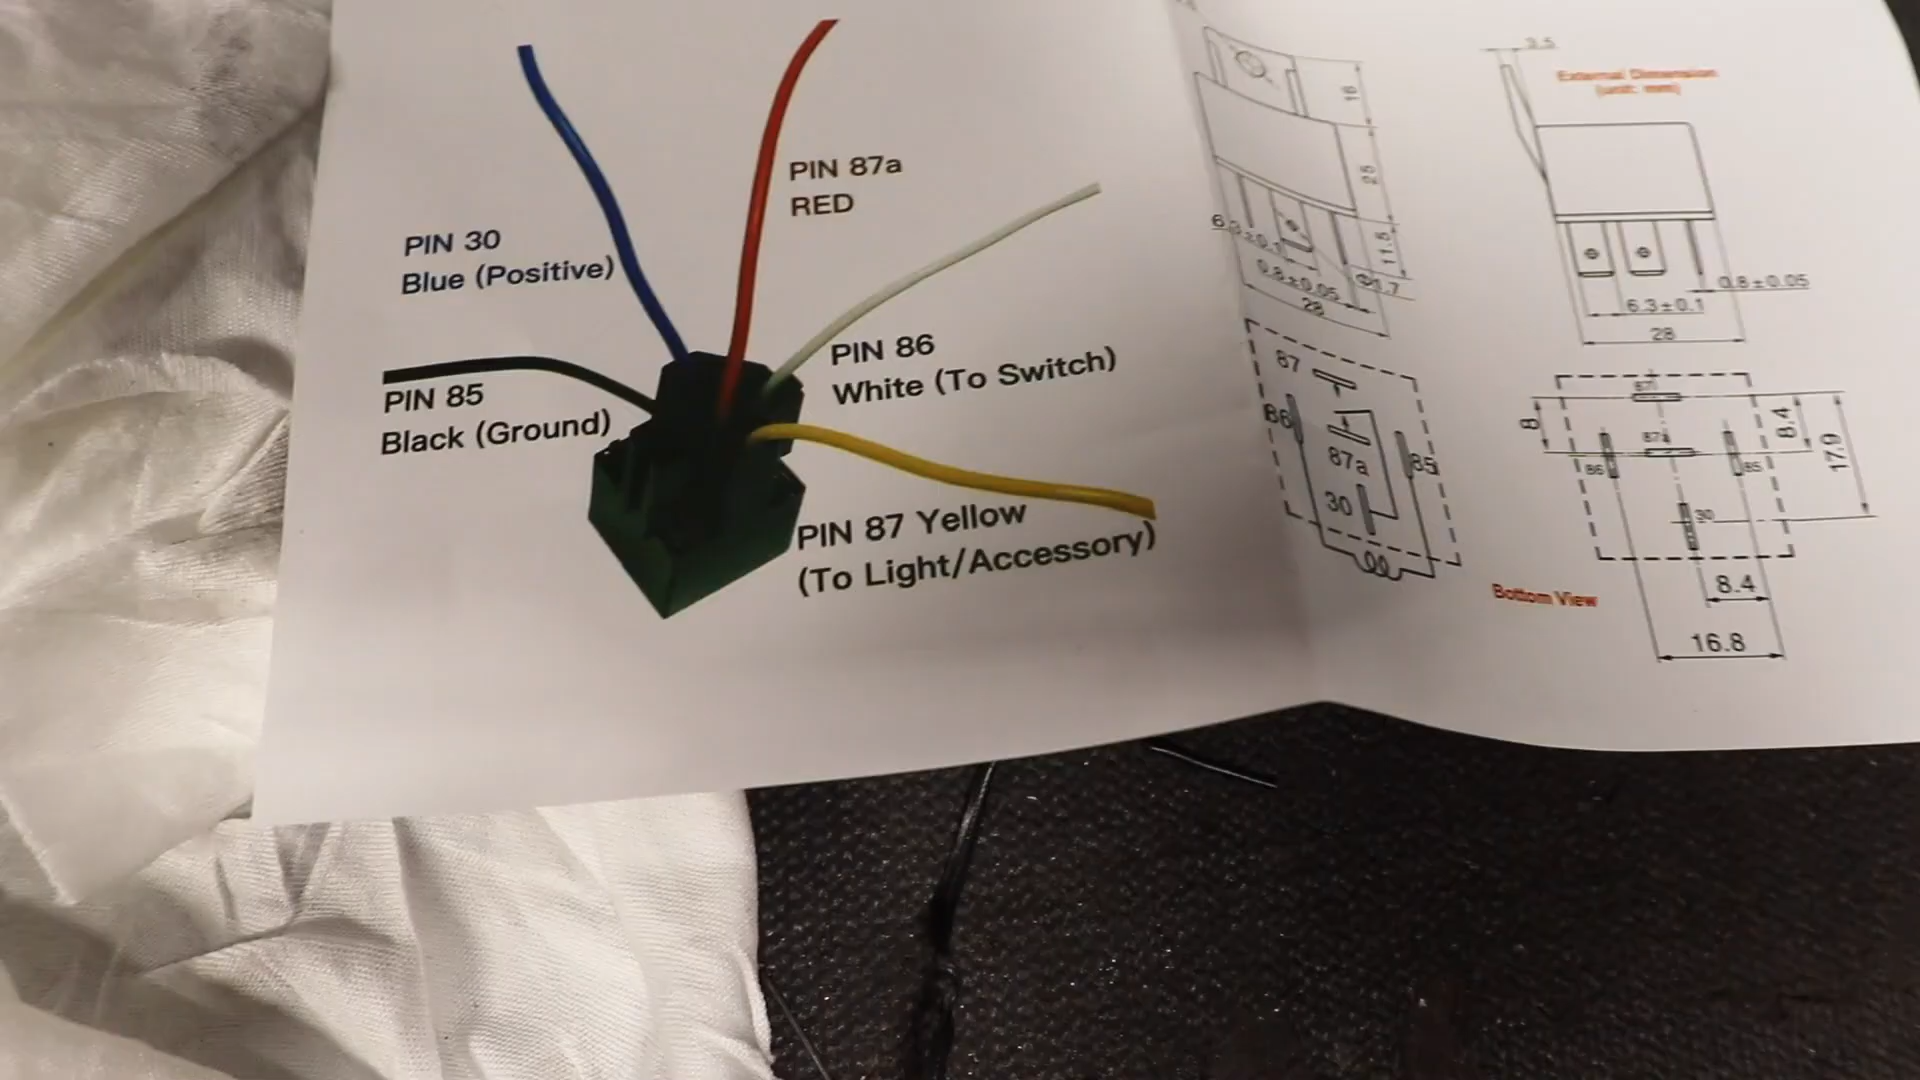 PIN 87a
RED
PIN 30
Blue (Positive)
PIN 86
White (To Switch)
PIN 85
Black (Ground)
PIN 87 Yellow
(To Light/Accessory)
16
25
11.5
6.3±0.1
0.8±0.05
Φ1.7
28
3.5
External Dimension
(unit: mm)
0.8±0.05
6.3±0.1
28
87
86
87a
85
30
Bottom View
87
8
87a
86
85
30
8.4
17.9
8.4
16.8